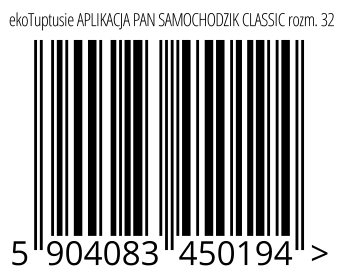 ekoTuptusie APLIKACJA PAN SAMOCHODZIK CLASSIC rozm. 32
5 904083 450194 >